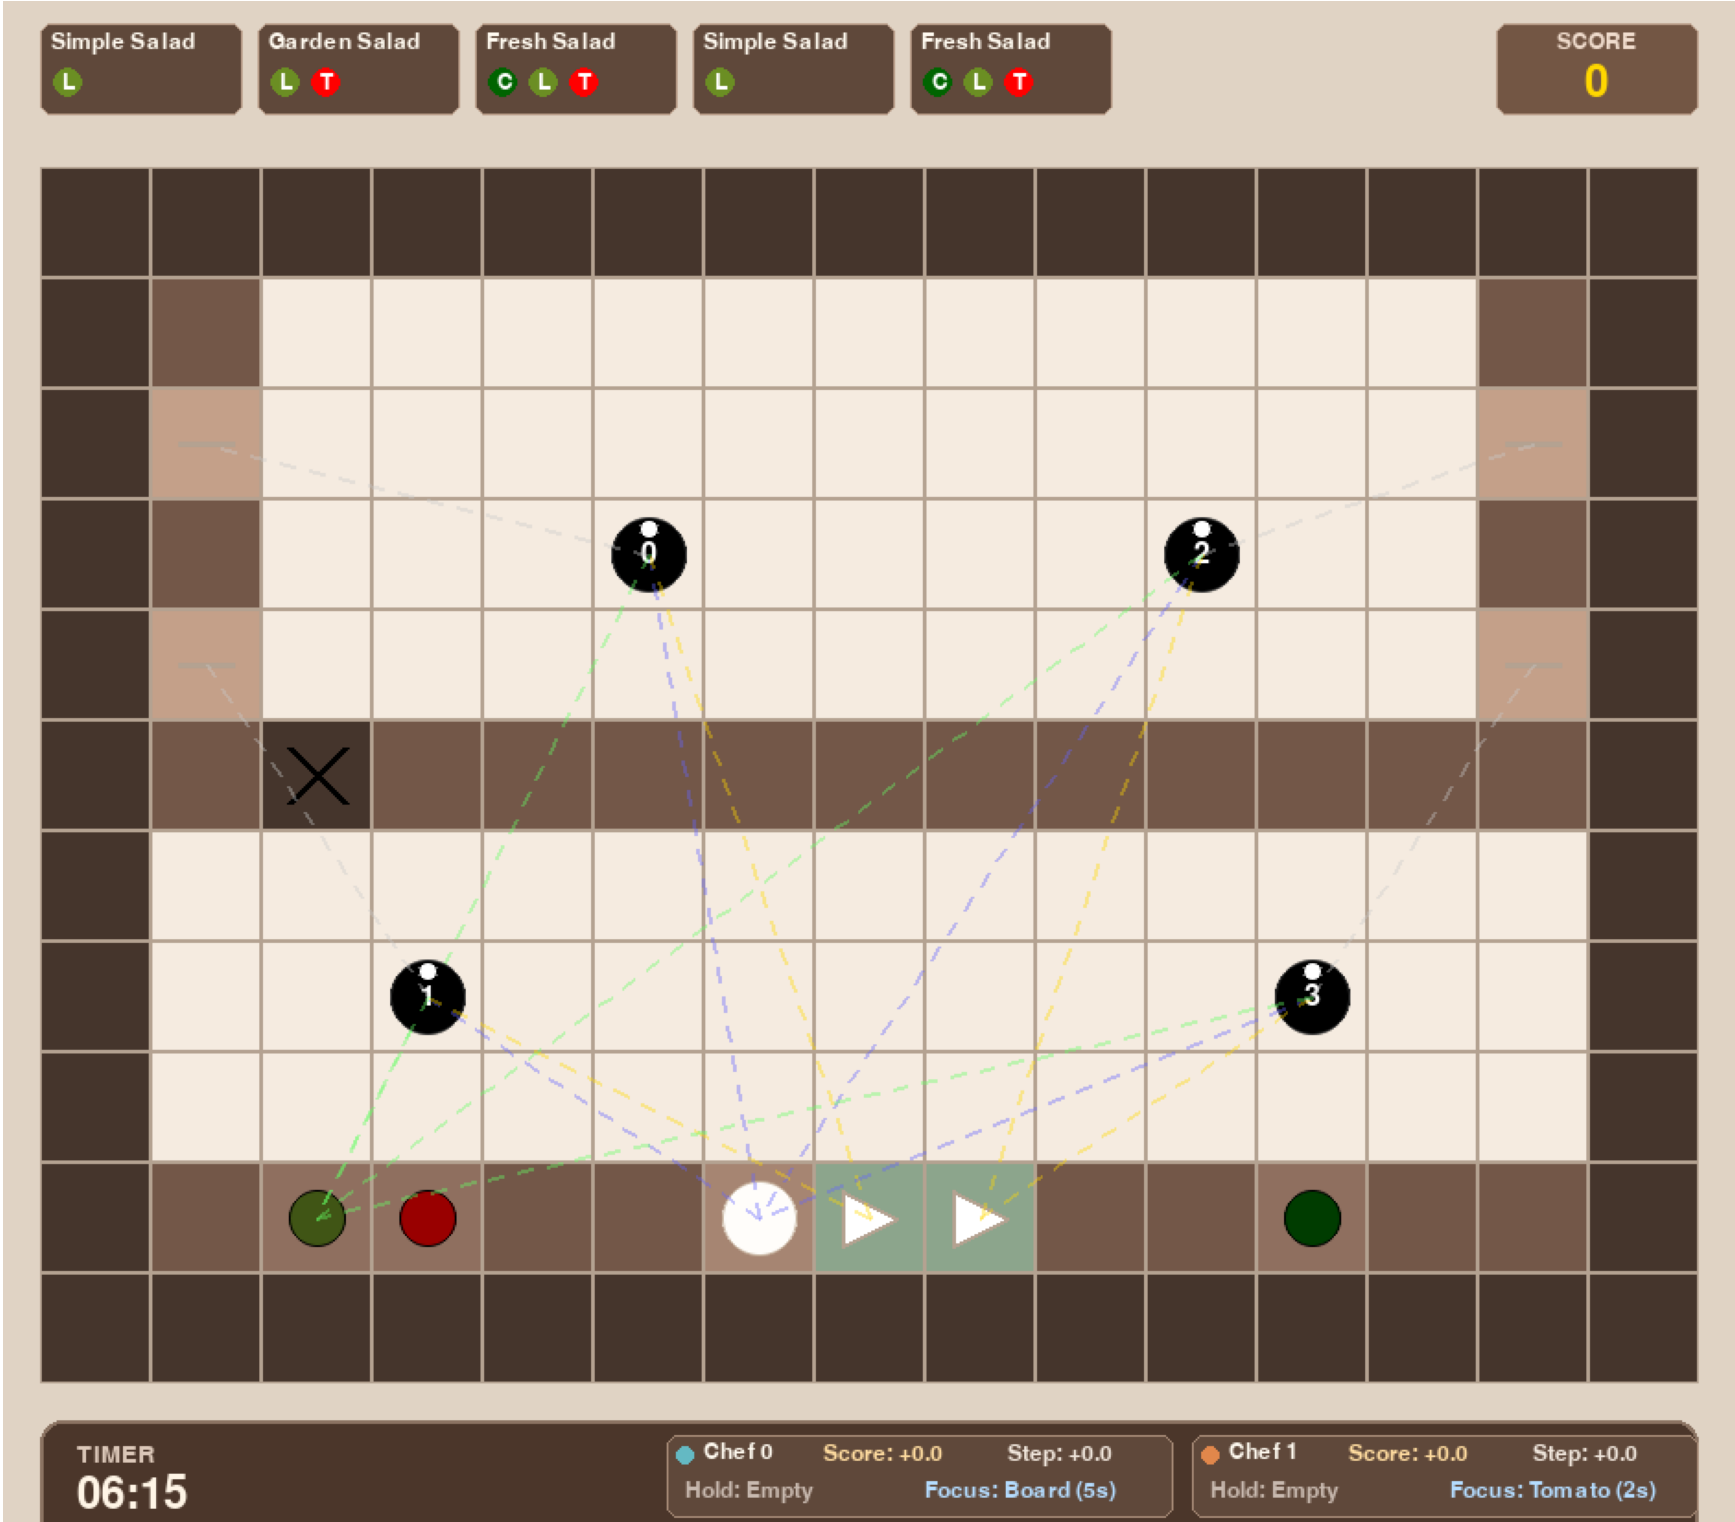 Simple Salad
L
Garden Salad
L T
Fresh Salad
C L T
Simple Salad
L
Fresh Salad
C L T
SCORE
0
0
2
1
3
TIMER
06:15
Chef 0 Score: +0.0 Step: +0.0
Hold: Empty Focus: Board (5s)
Chef 1 Score: +0.0 Step: +0.0
Hold: Empty Focus: Tomato (2s)